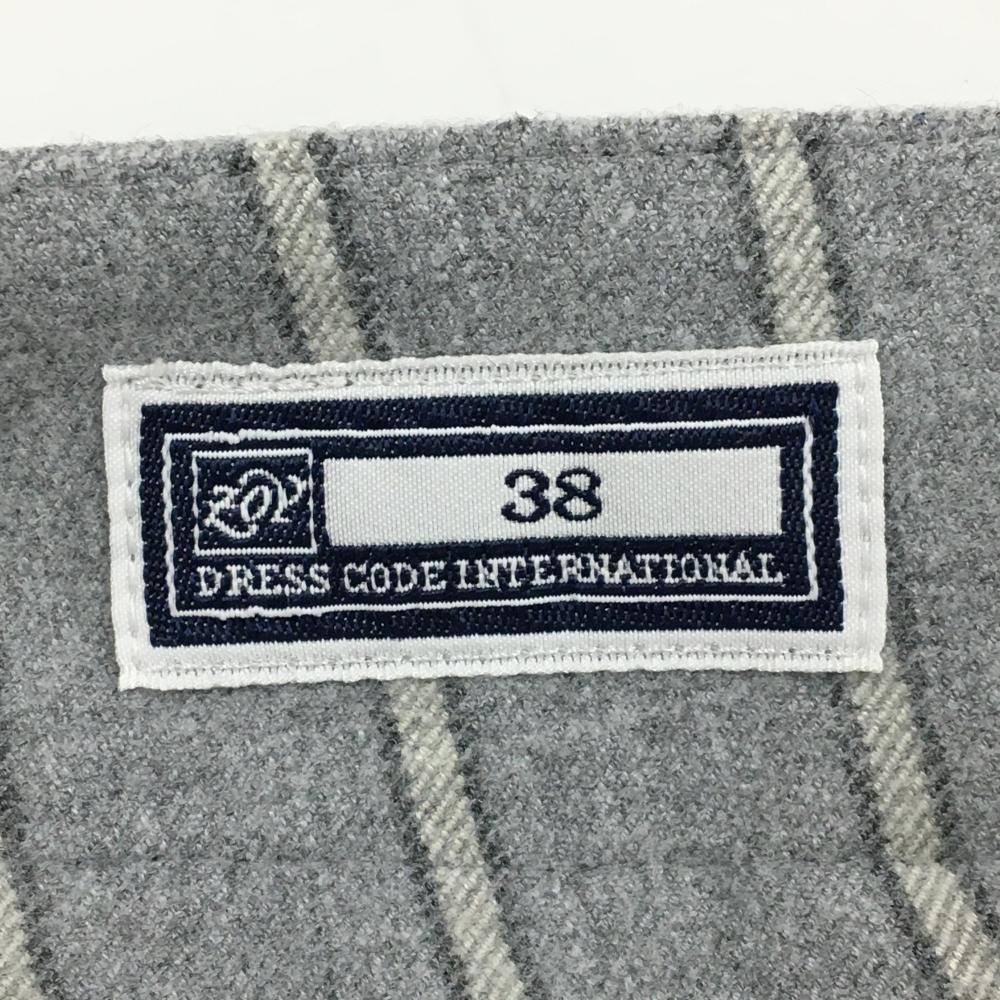 38
DRESS CODE INTERNATIONAL